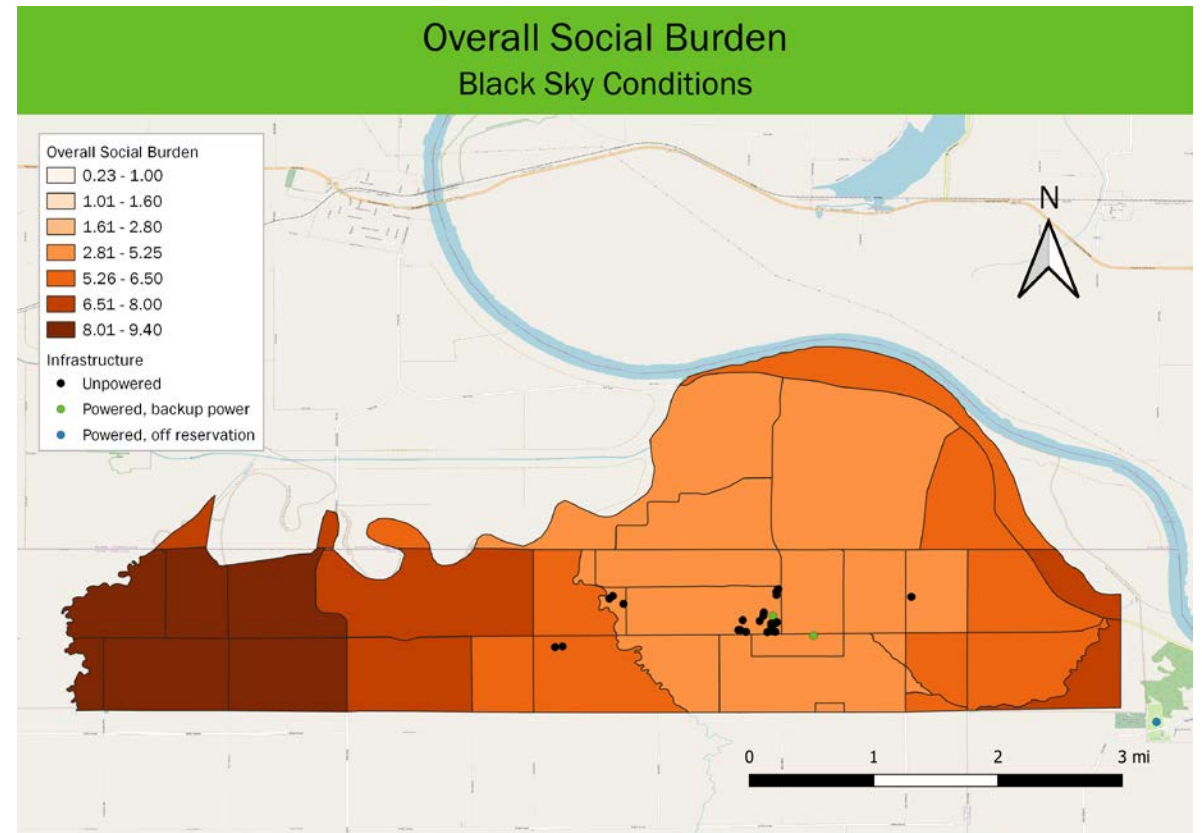 Overall Social Burden
Black Sky Conditions
Overall Social Burden
0.23 - 1.00
1.01 - 1.60
1.61 - 2.80
2.81 - 5.25
5.26 - 6.50
6.51 - 8.00
8.01 - 9.40
Infrastructure
Unpowered
Powered, backup power
Powered, off reservation
N
0 1 2 3 mi